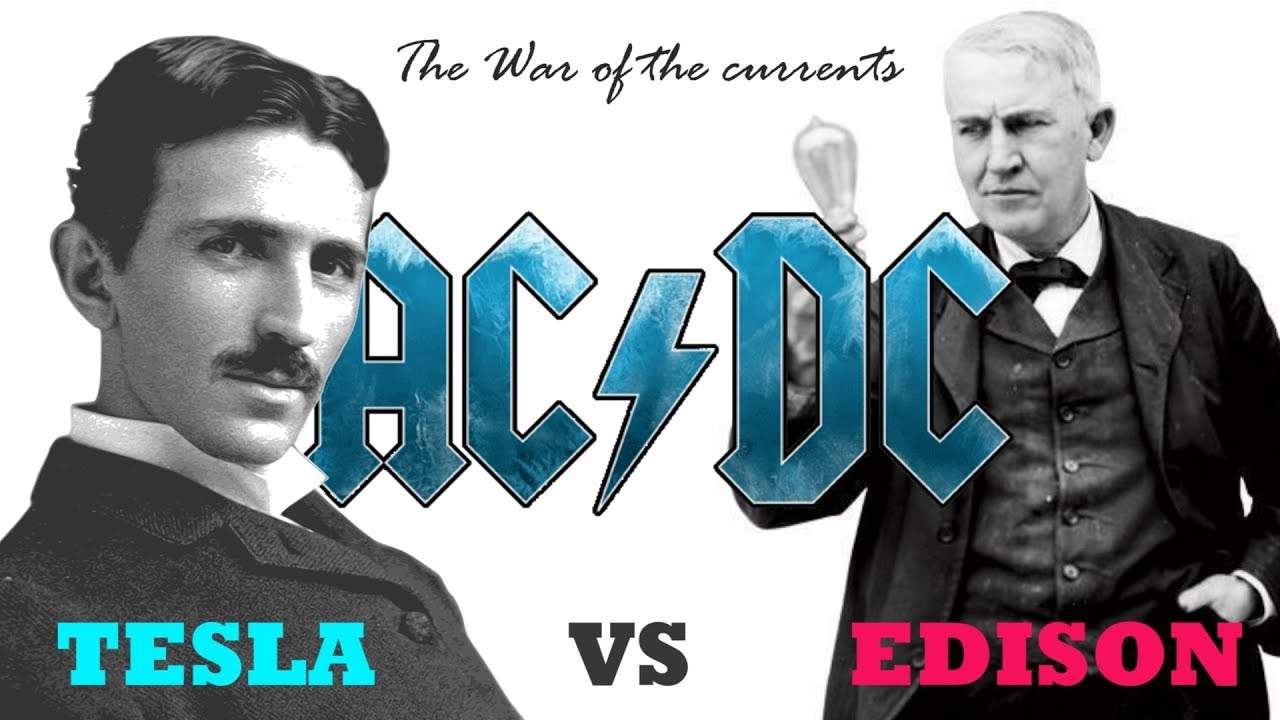 The War of the currents
AC⚡DC
TESLA VS EDISON